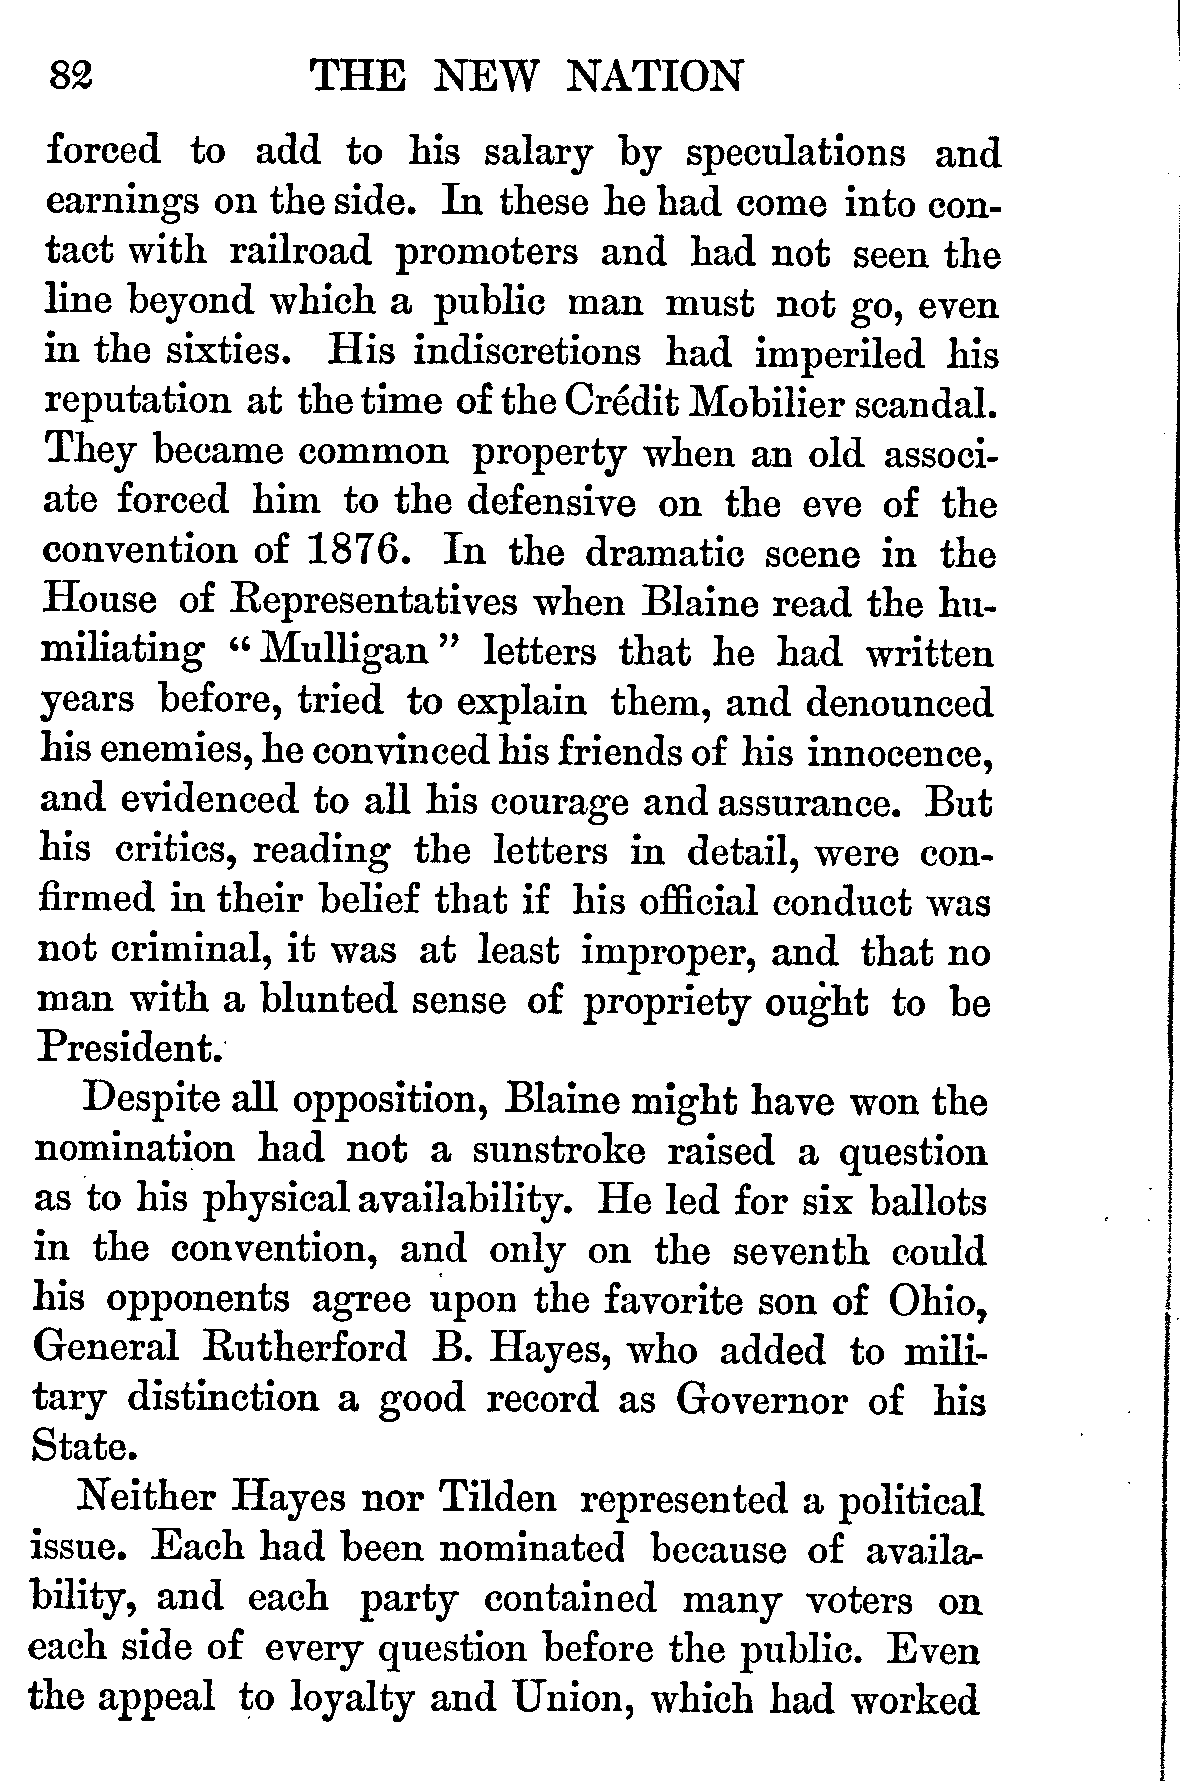 82 THE NEW NATION
forced to add to his salary by speculations and
earnings on the side. In these he had come into con-
tact with railroad promoters and had not seen the
line beyond which a public man must not go, even
in the sixties. His indiscretions had imperiled his
reputation at the time of the Crédit Mobilier scandal.
They became common property when an old associ-
ate forced him to the defensive on the eve of the
convention of 1876. In the dramatic scene in the
House of Representatives when Blaine read the hu-
miliating “Mulligan” letters that he had written
years before, tried to explain them, and denounced
his enemies, he convinced his friends of his innocence,
and evidenced to all his courage and assurance. But
his critics, reading the letters in detail, were con-
firmed in their belief that if his official conduct was
not criminal, it was at least improper, and that no
man with a blunted sense of propriety ought to be
President.
Despite all opposition, Blaine might have won the
nomination had not a sunstroke raised a question
as to his physical availability. He led for six ballots
in the convention, and only on the seventh could
his opponents agree upon the favorite son of Ohio,
General Rutherford B. Hayes, who added to mili-
tary distinction a good record as Governor of his
State.
Neither Hayes nor Tilden represented a political
issue. Each had been nominated because of availa-
bility, and each party contained many voters on
each side of every question before the public. Even
the appeal to loyalty and Union, which had worked